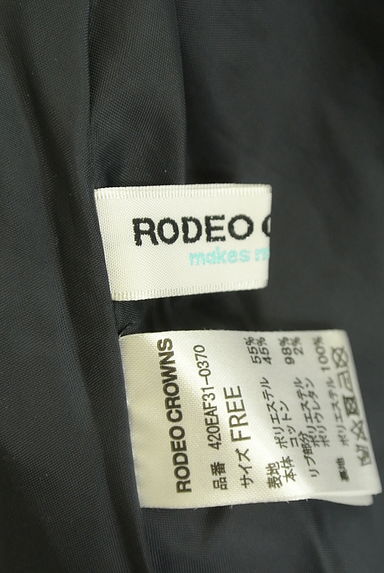 RODEO C
makes m
RODEO CROWNS
品番 420EAF31-0370
サイズ FREE
表地
本体 ポリエステル 55%
コットン 45%
リブ部分 ポリエステル 98%
ポリウレタン 2%
裏地 ポリエステル 100%